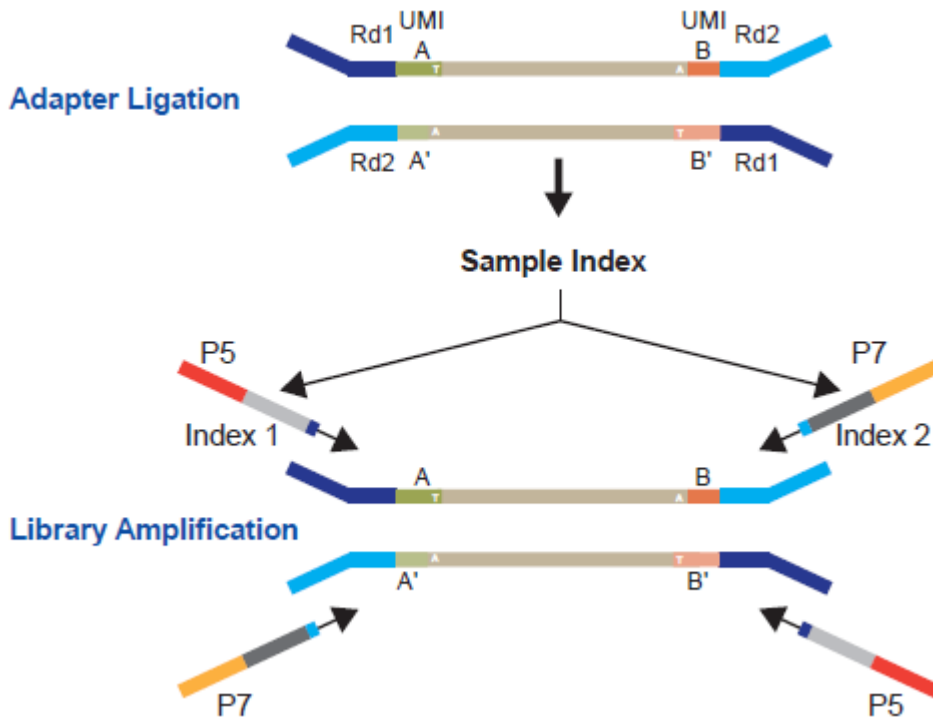 UMI UMI
Rd1 A B Rd2
T A
Adapter Ligation
A T
Rd2 A' B' Rd1
Sample Index
P5 P7
Index 1 Index 2
A B
T A
Library Amplification
A T
A' B'
P7 P5